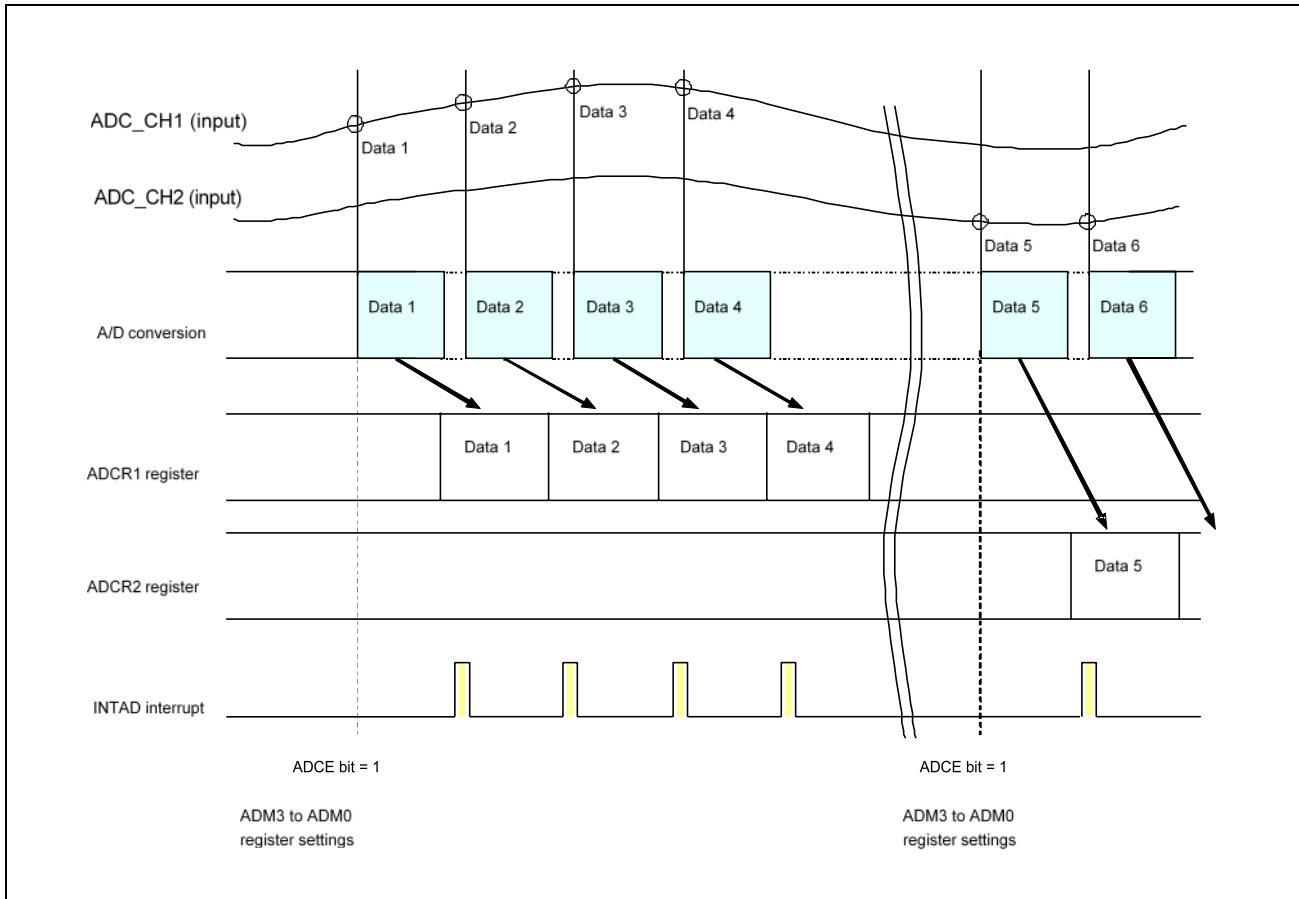 ADC_CH1 (input)
Data 1
Data 2
Data 3
Data 4
ADC_CH2 (input)
Data 5
Data 6
A/D conversion
Data 1
Data 2
Data 3
Data 4
Data 5
Data 6
ADCR1 register
Data 1
Data 2
Data 3
Data 4
ADCR2 register
Data 5
INTAD interrupt
ADCE bit = 1
ADCE bit = 1
ADM3 to ADM0
register settings
ADM3 to ADM0
register settings